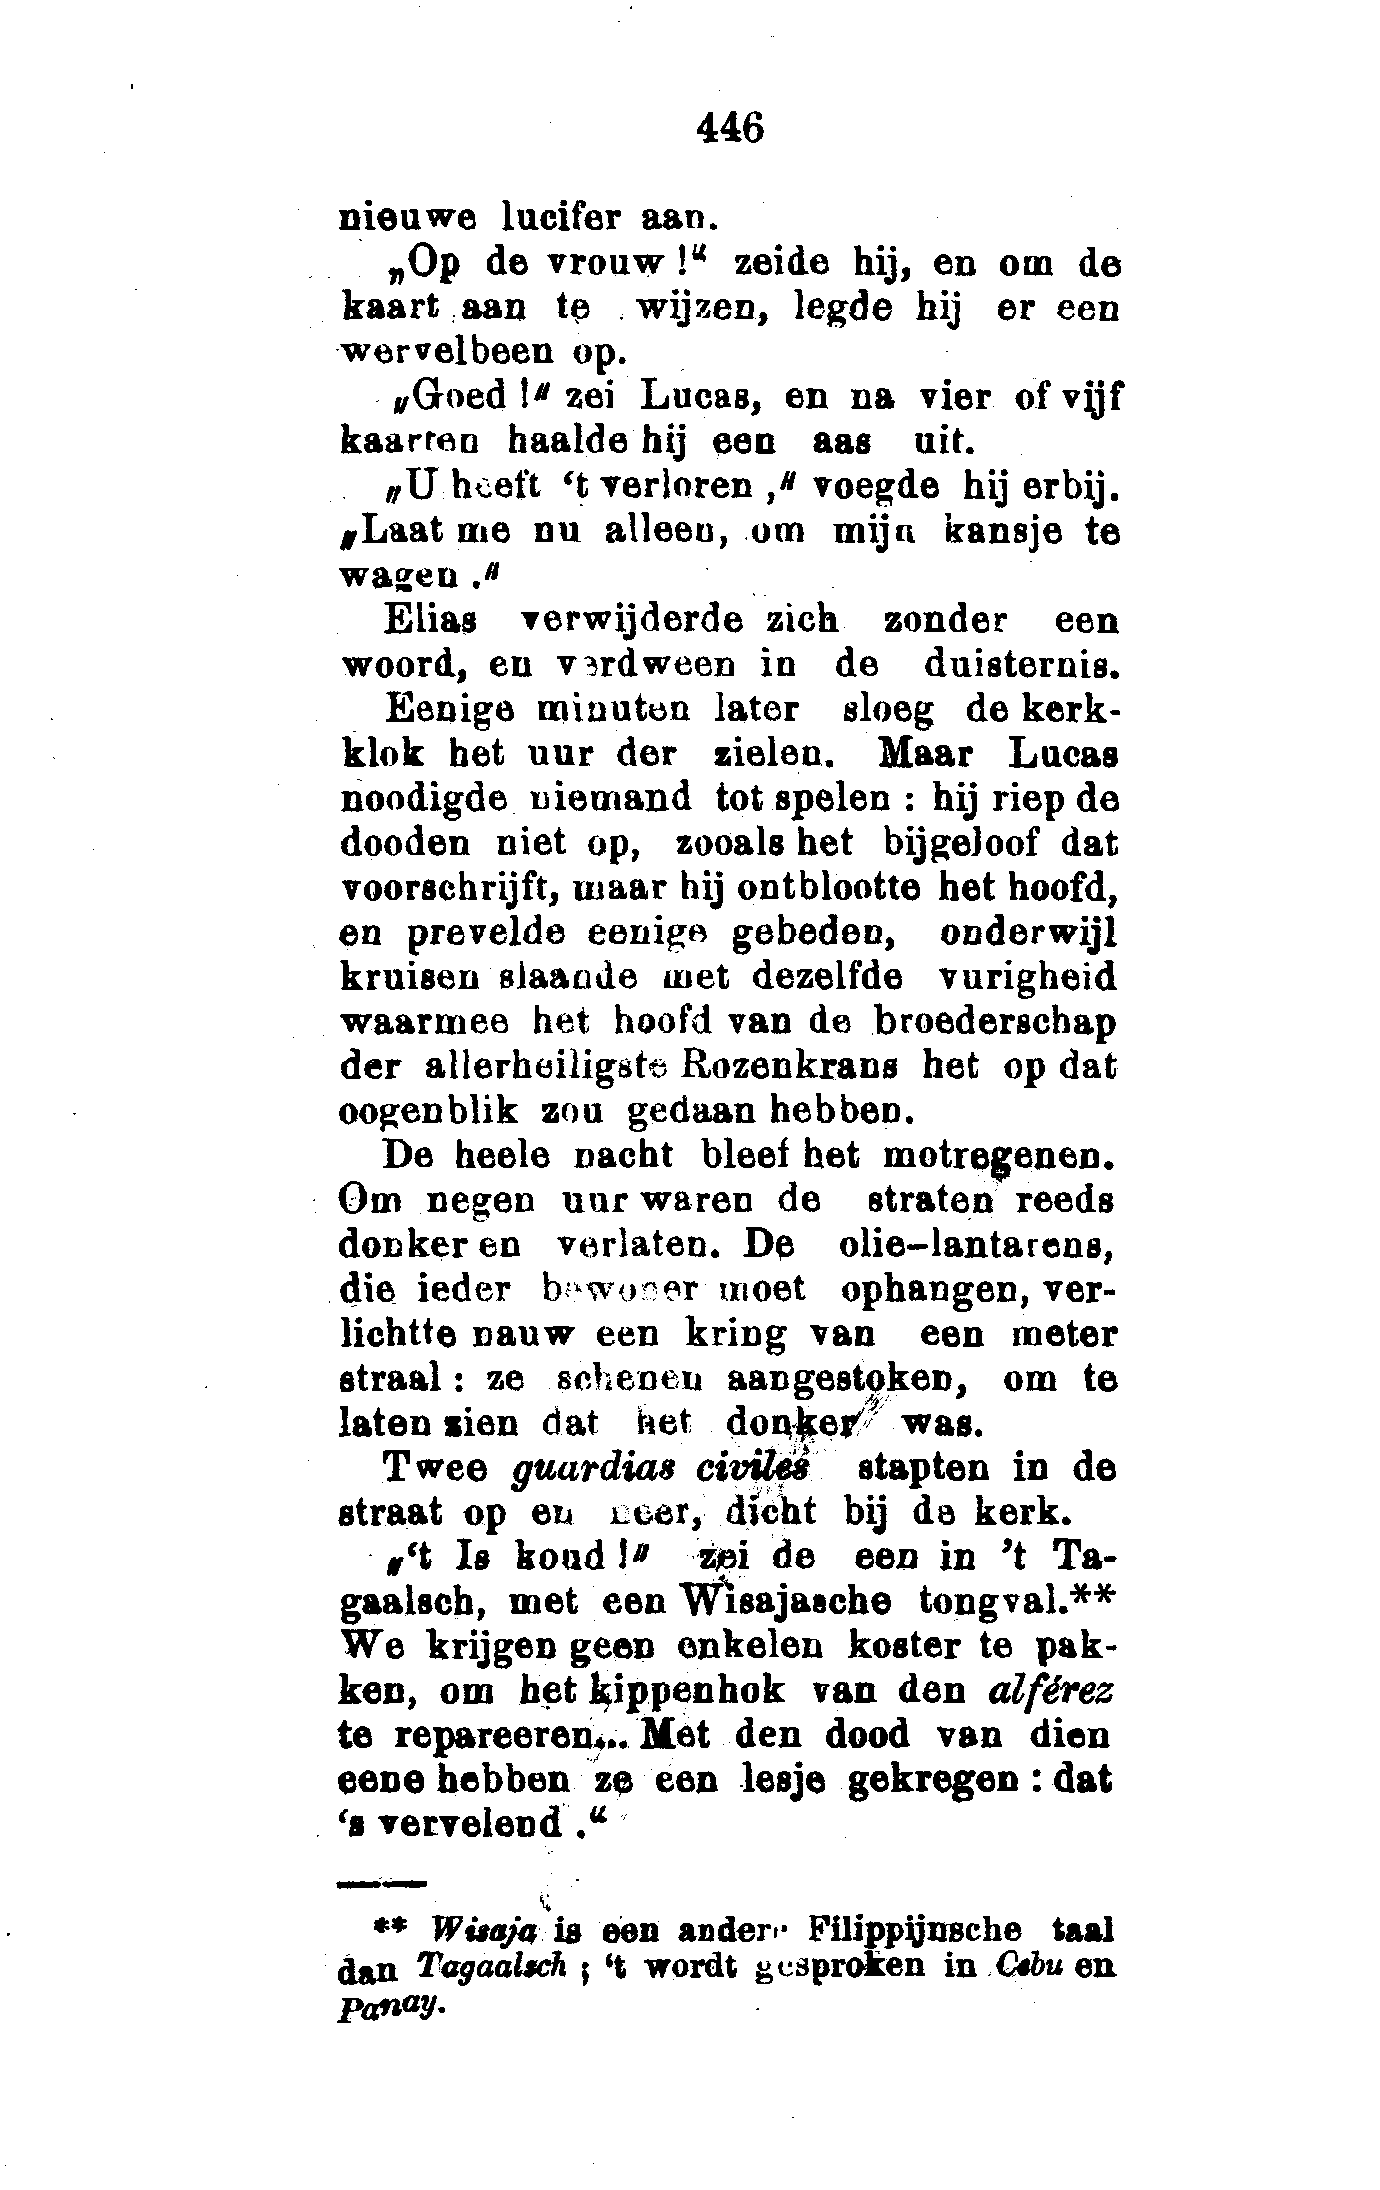 446
nieuwe lucifer aan.
„Op de vrouw !“ zeide hij, en om de
kaart aan te wijzen, legde hij er een
wervelbeen op.
„Goed !" zei Lucas, en na vier of vijf
kaarten haalde hij een aas uit.
„U heeft ‘t verloren ," voegde hij erbij.
„Laat me nu alleen, om mijn kansje te
wagen ."
Elias verwijderde zich zonder een
woord, en verdween in de duisternis.
Eenige minuten later sloeg de kerk-
klok het uur der zielen. Maar Lucas
noodigde niemand tot spelen : hij riep de
dooden niet op, zooals het bijgeloof dat
voorschrijft, maar hij ontblootte het hoofd,
en prevelde eenige gebeden, onderwijl
kruisen slaande met dezelfde vurigheid
waarmee het hoofd van de broederschap
der allerheiligste Rozenkrans het op dat
oogenblik zou gedaan hebben.
De heele nacht bleef het motregenen.
Om negen uur waren de straten reeds
donker en verlaten. De olie-lantarens,
die ieder bewoner moet ophangen, ver-
lichtte nauw een kring van een meter
straal : ze schenen aangestoken, om te
laten zien dat het donker was.
Twee guardias civiles stapten in de
straat op en neer, dicht bij de kerk.
„‘t Is koud !" zei de een in ’t Ta-
gaalsch, met een Wisajasche tongval.**
We krijgen geen enkelen koster te pak-
ken, om het kippenhok van den alférez
te repareeren... Met den dood van dien
eene hebben ze een lesje gekregen : dat
‘s vervelend .“
** Wisaja is een andere Filippijnsche taal
dan Tagaalsch ; ‘t wordt gesproken in Cebu en
Panay.